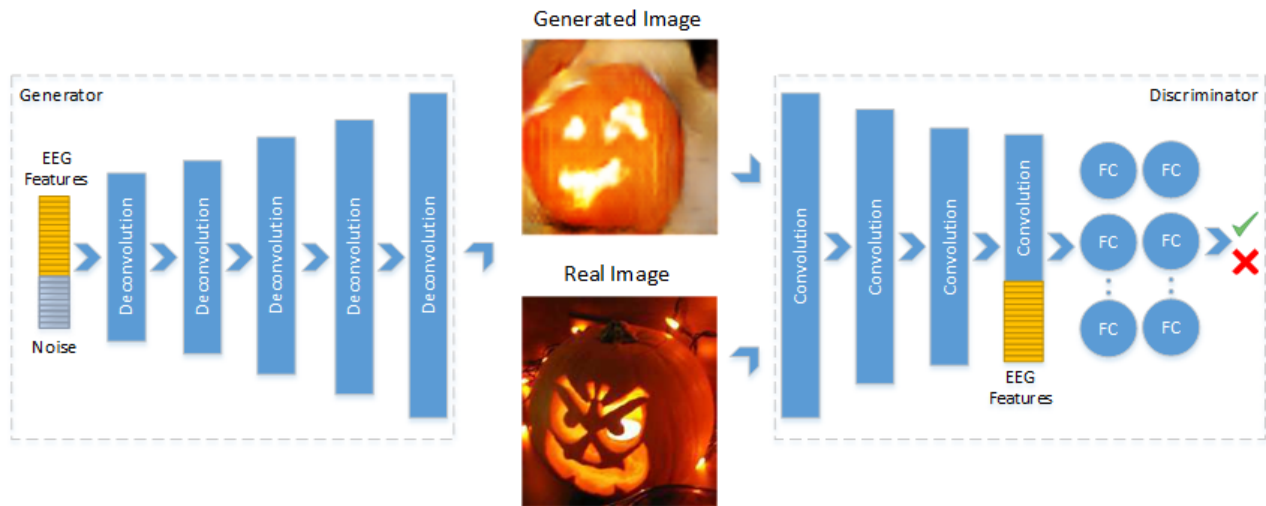 Generated Image
Generator
EEG
Features
Noise
Deconvolution
Deconvolution
Deconvolution
Deconvolution
Deconvolution
Real Image
Discriminator
Convolution
Convolution
Convolution
Convolution
EEG
Features
FC
FC
FC
FC
FC
FC